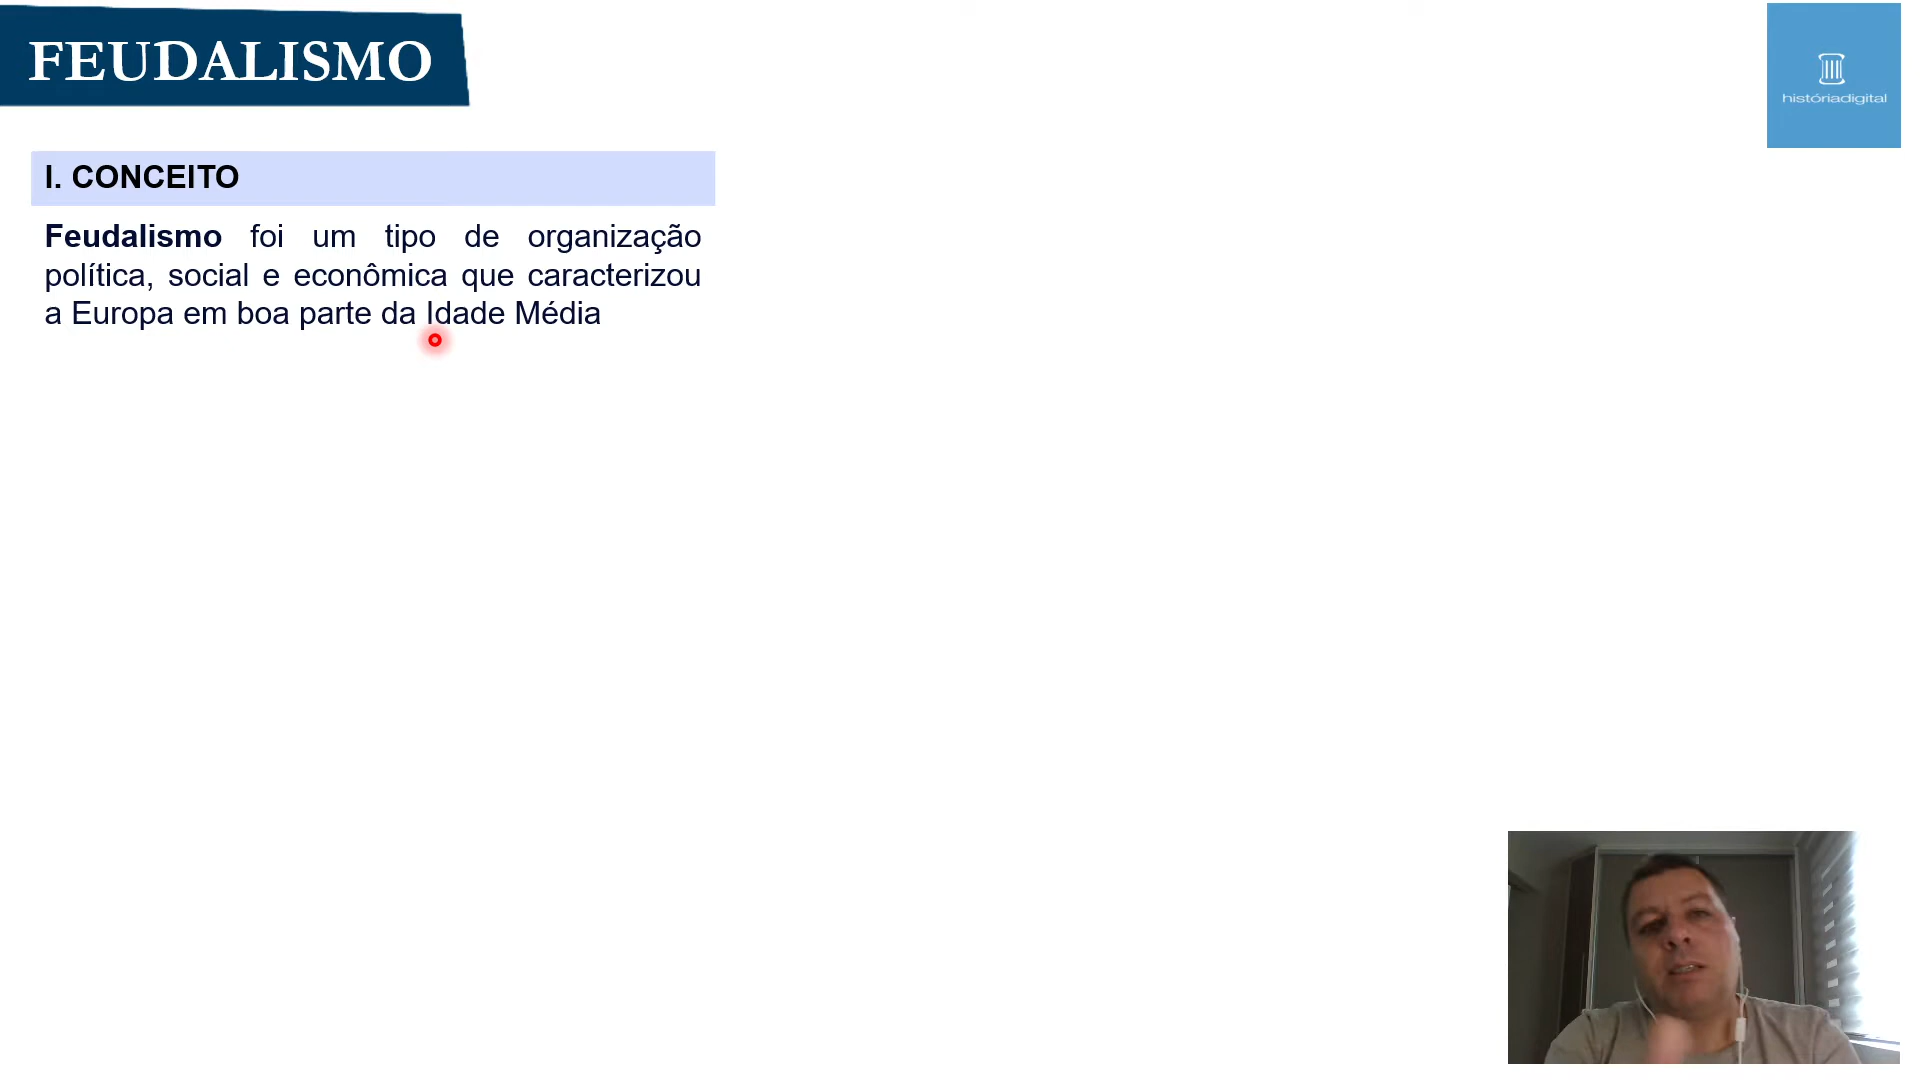 FEUDALISMO
históriadigital
I. CONCEITO
Feudalismo foi um tipo de organização
política, social e econômica que caracterizou
a Europa em boa parte da Idade Média